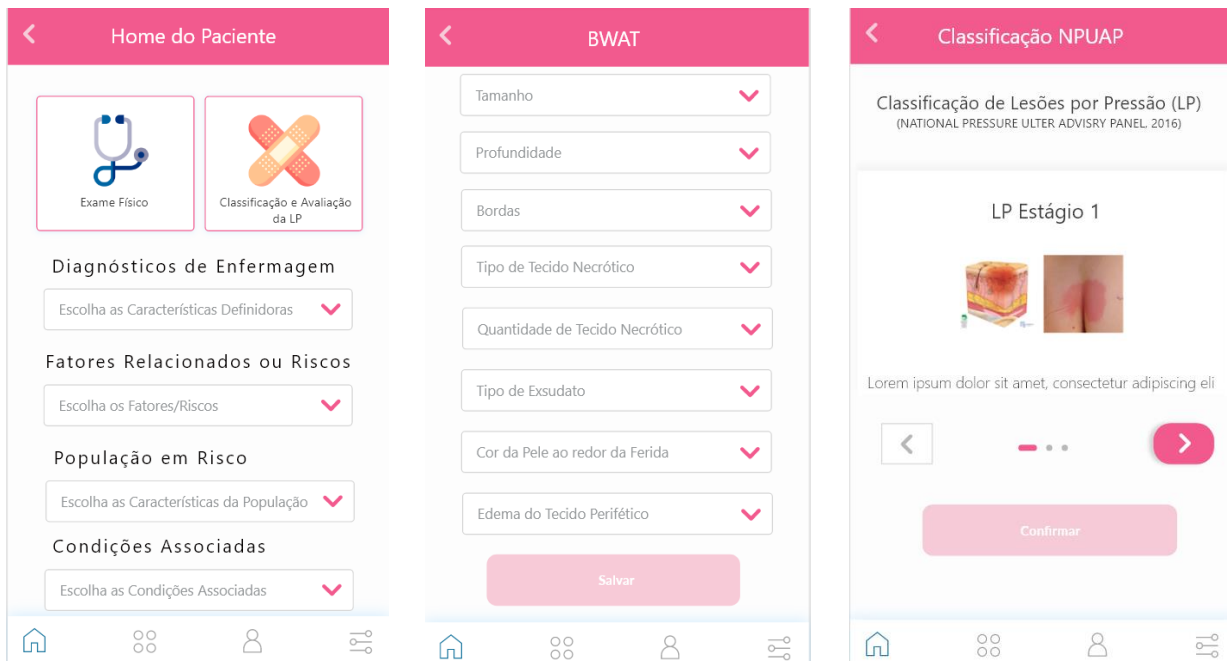 Home do Paciente
Exame Físico
Classificação e Avaliação
da LP
Diagnósticos de Enfermagem
Escolha as Características Definidoras
Fatores Relacionados ou Riscos
Escolha os Fatores/Riscos
População em Risco
Escolha as Características da População
Condições Associadas
Escolha as Condições Associadas
BWAT
Tamanho
Profundidade
Bordas
Tipo de Tecido Necrótico
Quantidade de Tecido Necrótico
Tipo de Exsudato
Cor da Pele ao redor da Ferida
Edema do Tecido Perifético
Salvar
Classificação NPUAP
Classificação de Lesões por Pressão (LP)
(NATIONAL PRESSURE ULTER ADVISRY PANEL, 2016)
LP Estágio 1
Lorem ipsum dolor sit amet, consectetur adipiscing eli
Confirmar